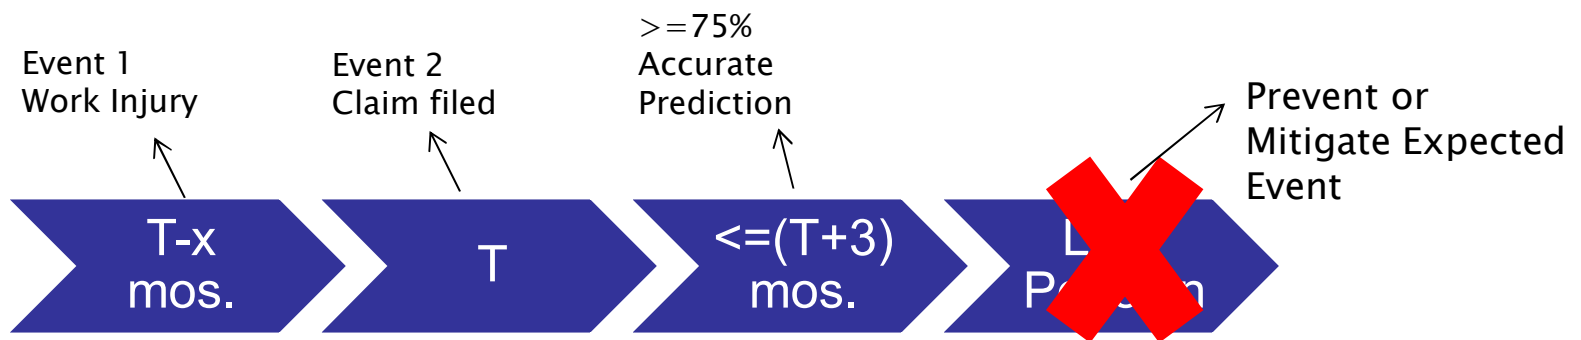 Event 1
Work Injury
Event 2
Claim filed
>=75%
Accurate
Prediction
Prevent or
Mitigate Expected
Event
T-x
mos.
T
<=(T+3)
mos.